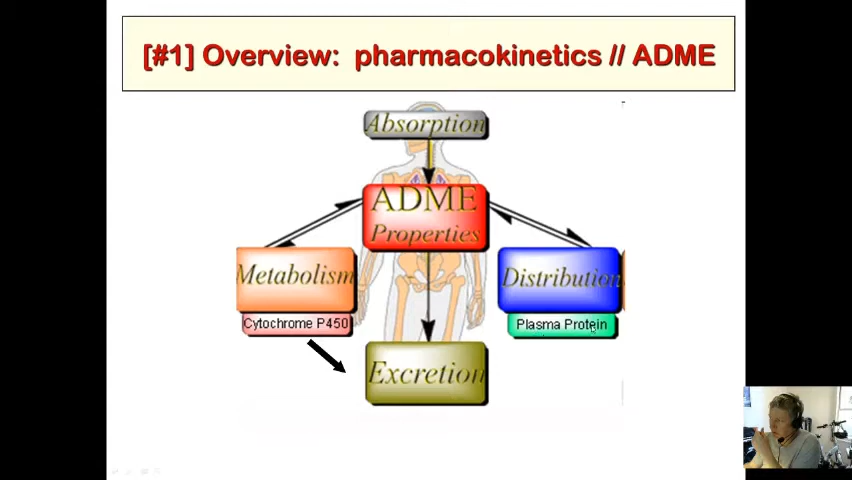 [#1] Overview: pharmacokinetics // ADME
Absorption
ADME
Properties
Metabolism
Distribution
Cytochrome P450
Plasma Protein
Excretion